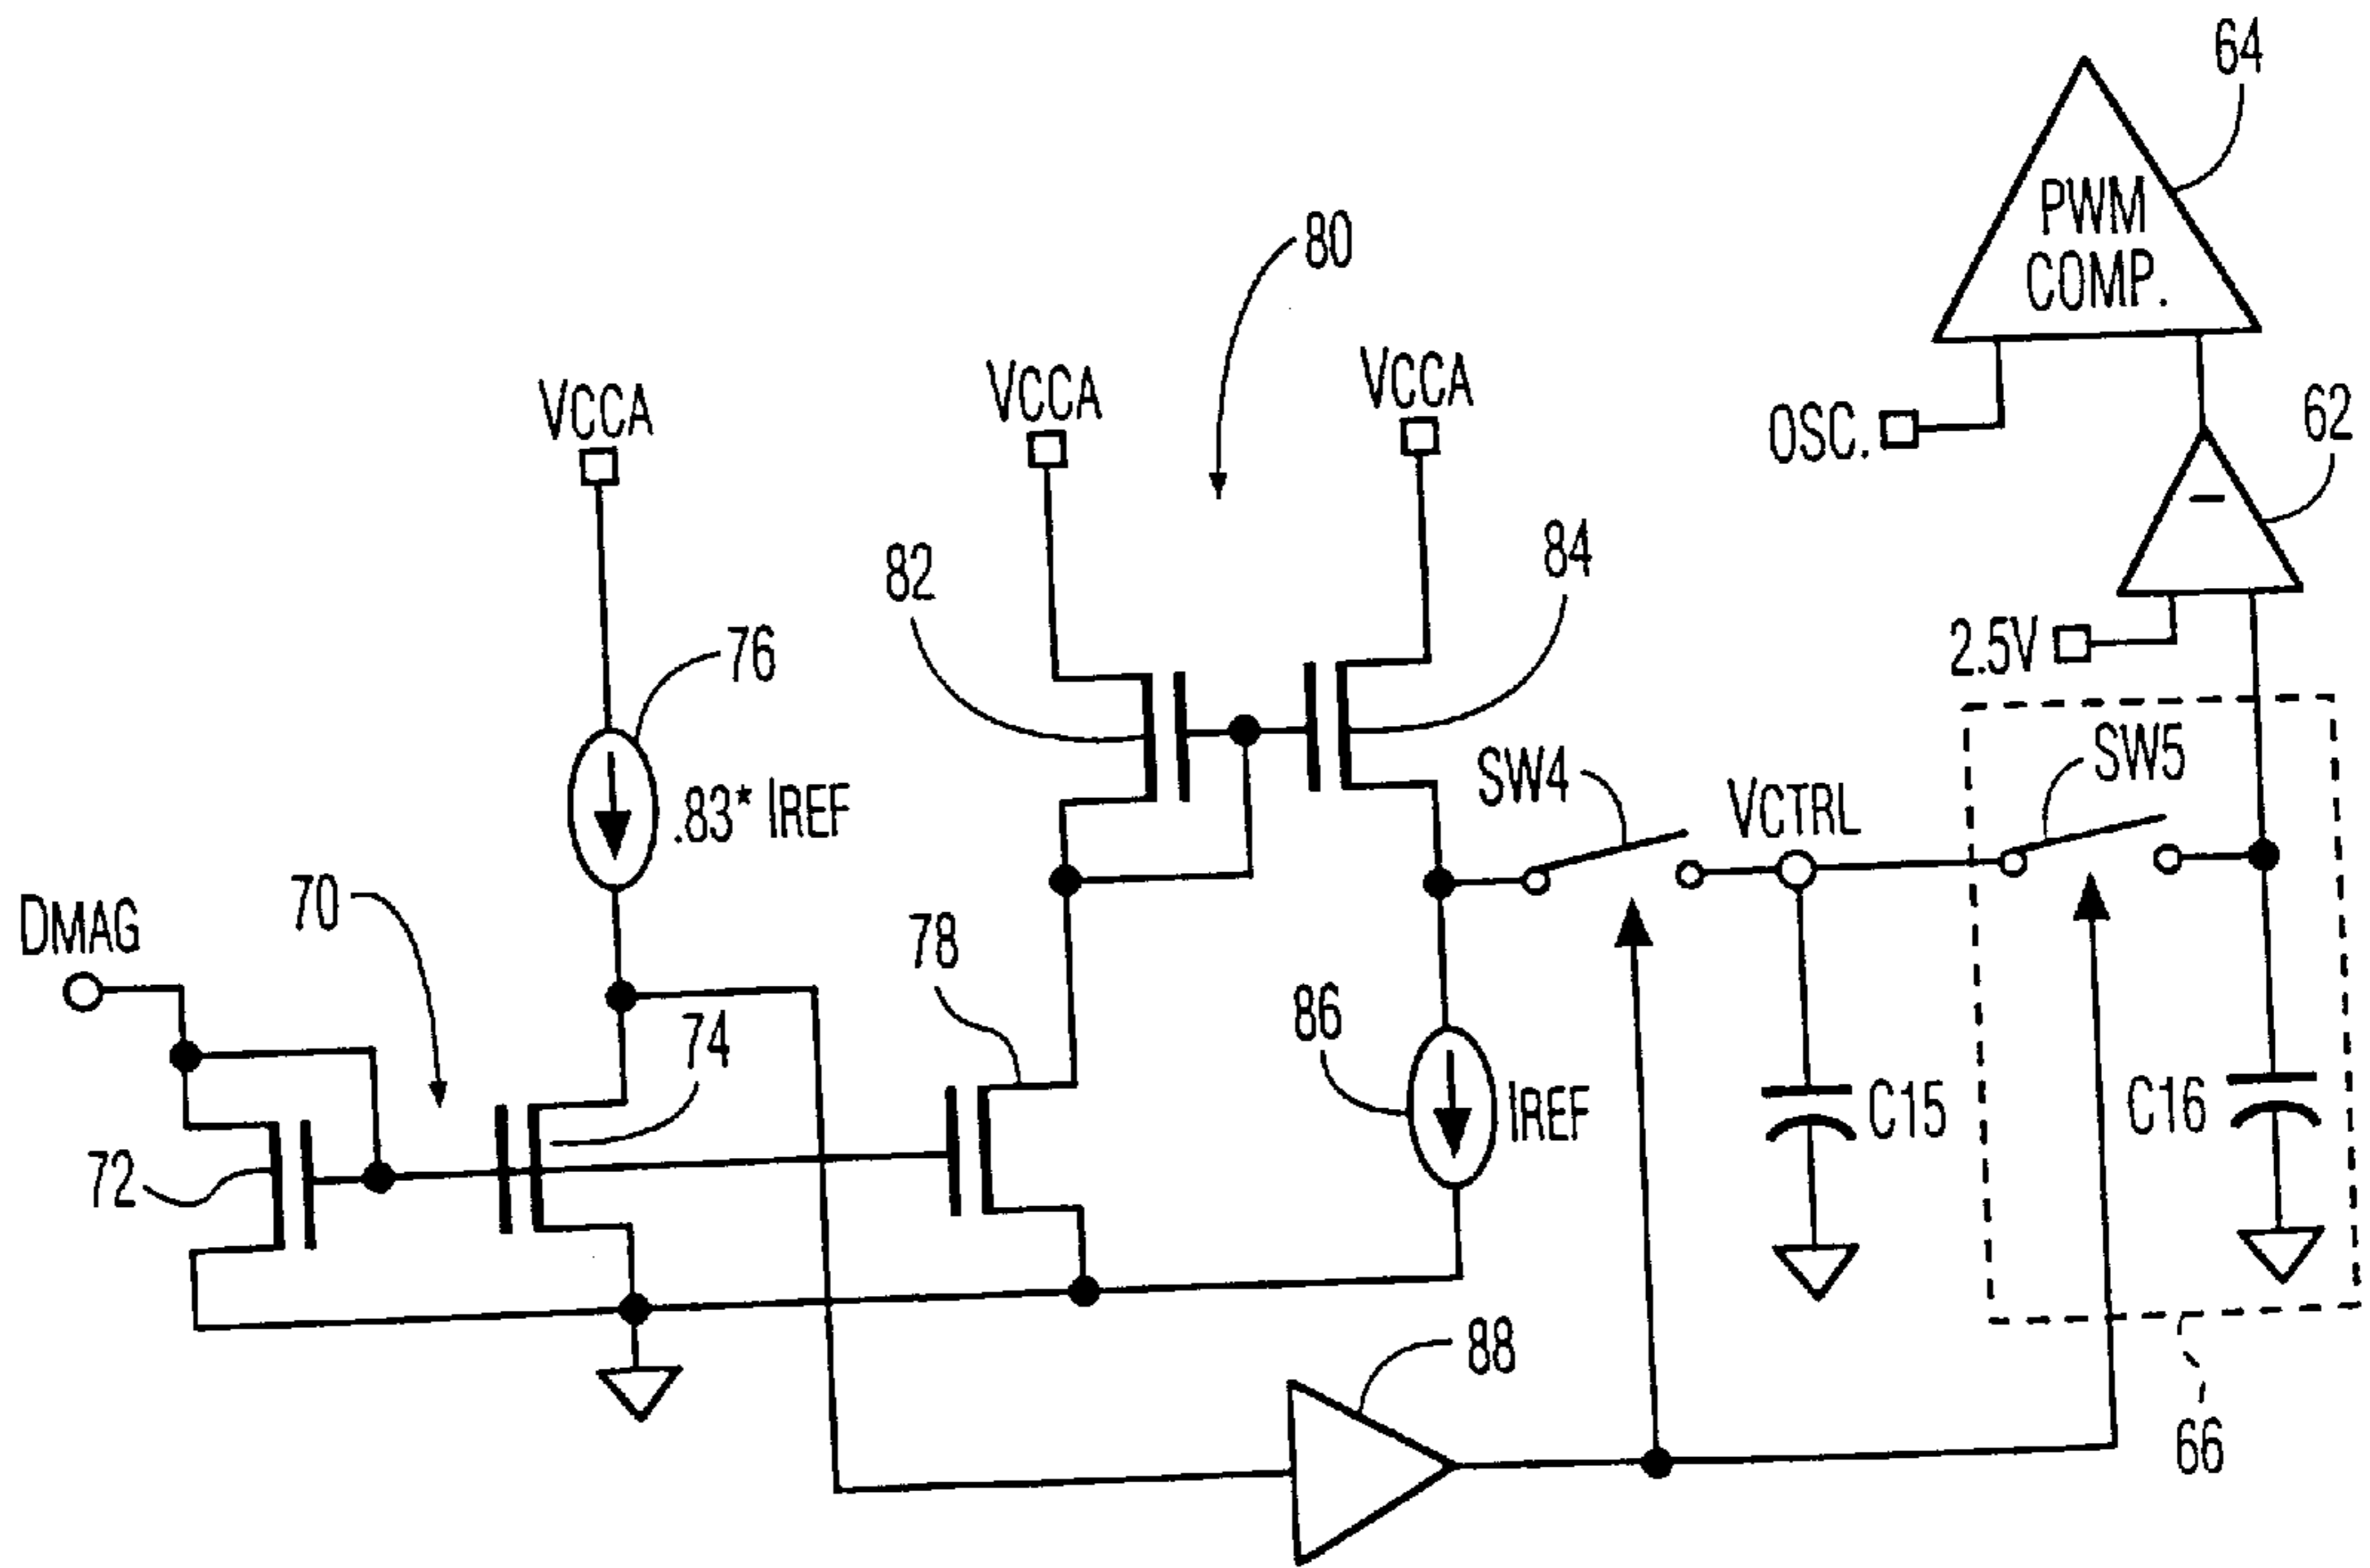 64
PWM
COMP.
80
VCCA
VCCA
VCCA
OSC.
62
82
84
76
2.5V
.83* IREF
SW4
VCTRL
SW5
DMAG
70
78
74
86
IREF
C15
C16
72
88
66